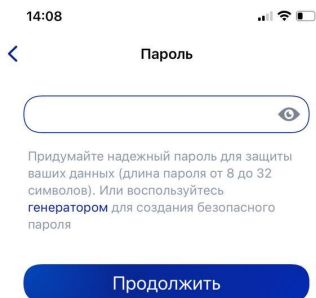 14:08
Пароль
Придумайте надежный пароль для защиты
ваших данных (длина пароля от 8 до 32
символов). Или воспользуйтесь
генератором для создания безопасного
пароля
Продолжить